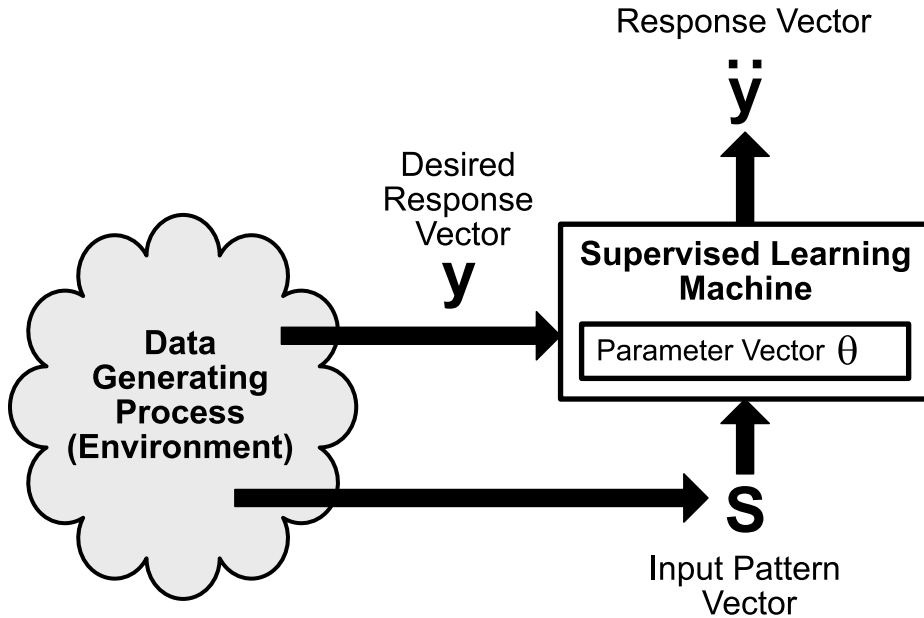 Response Vector
ÿ
Desired
Response
Vector
y
Supervised Learning
Machine
Parameter Vector θ
Data
Generating
Process
(Environment)
S
Input Pattern
Vector